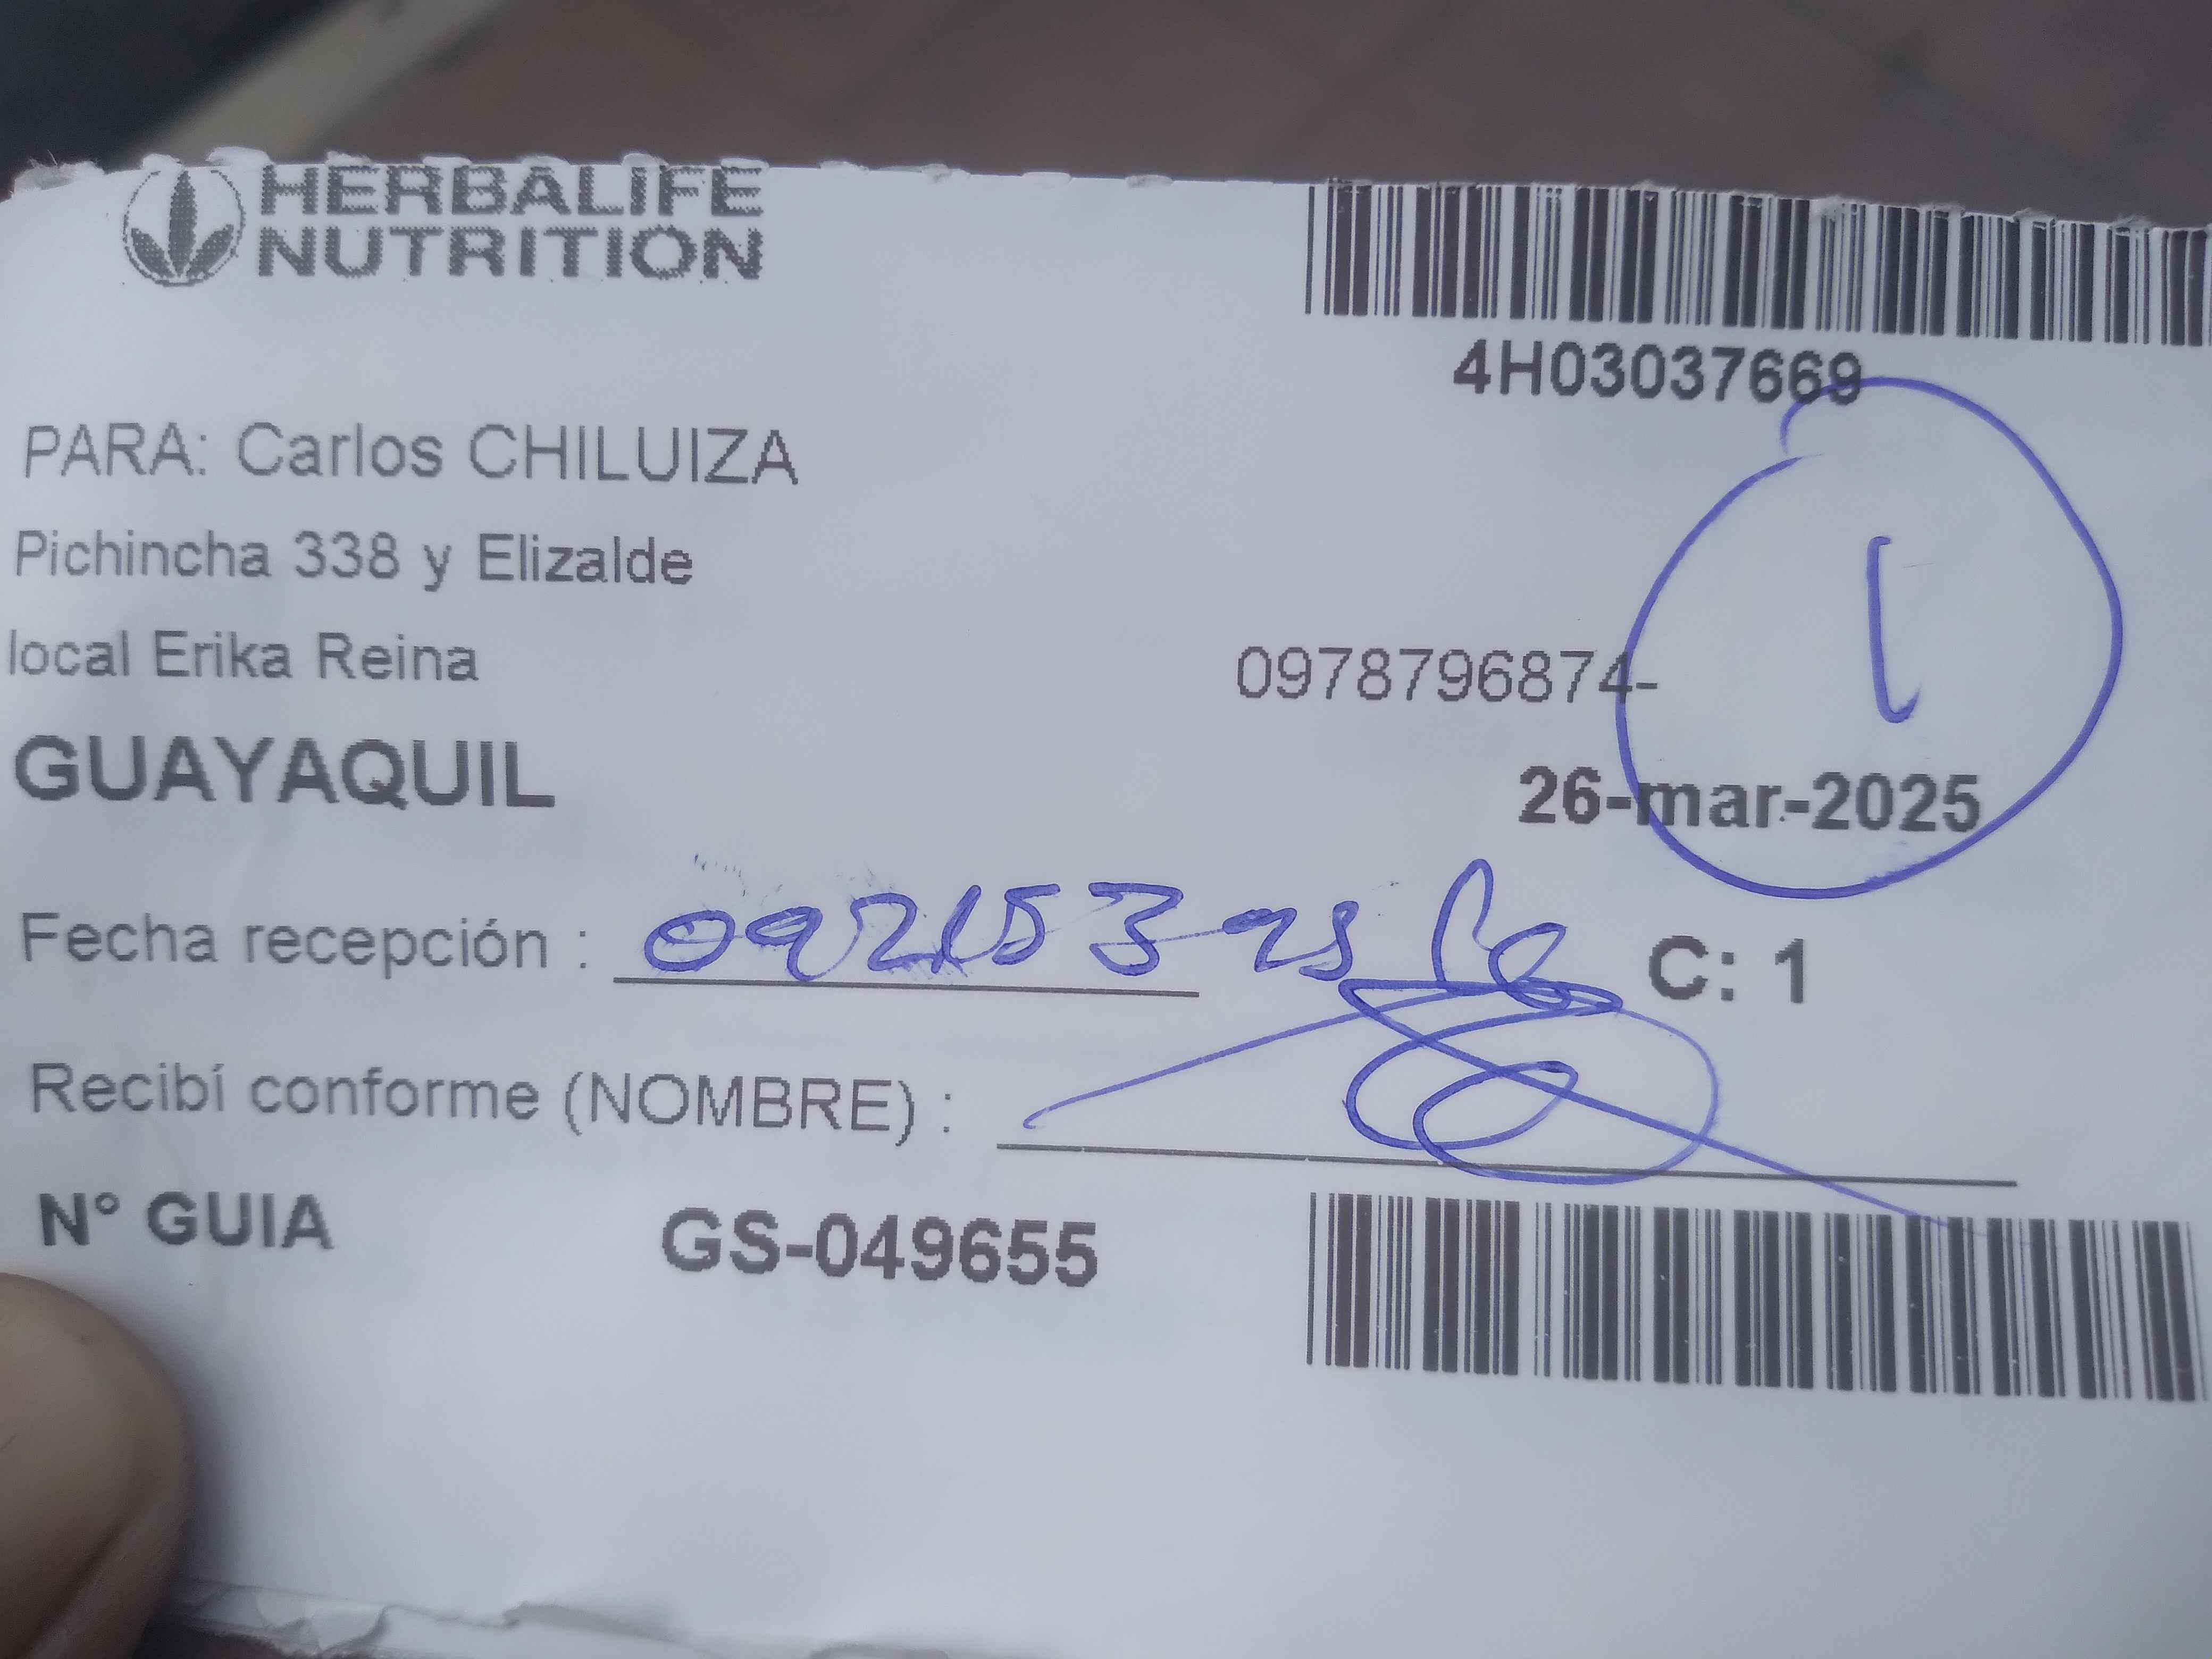 HERBALIFE
NUTRITION
4H03037669
PARA: Carlos CHILUIZA
Pichincha 338 y Elizalde
local Erika Reina
0978796874-
1
GUAYAQUIL
26-mar-2025
Fecha recepción :
C: 1
Recibí conforme (NOMBRE) :
N° GUIA GS-049655